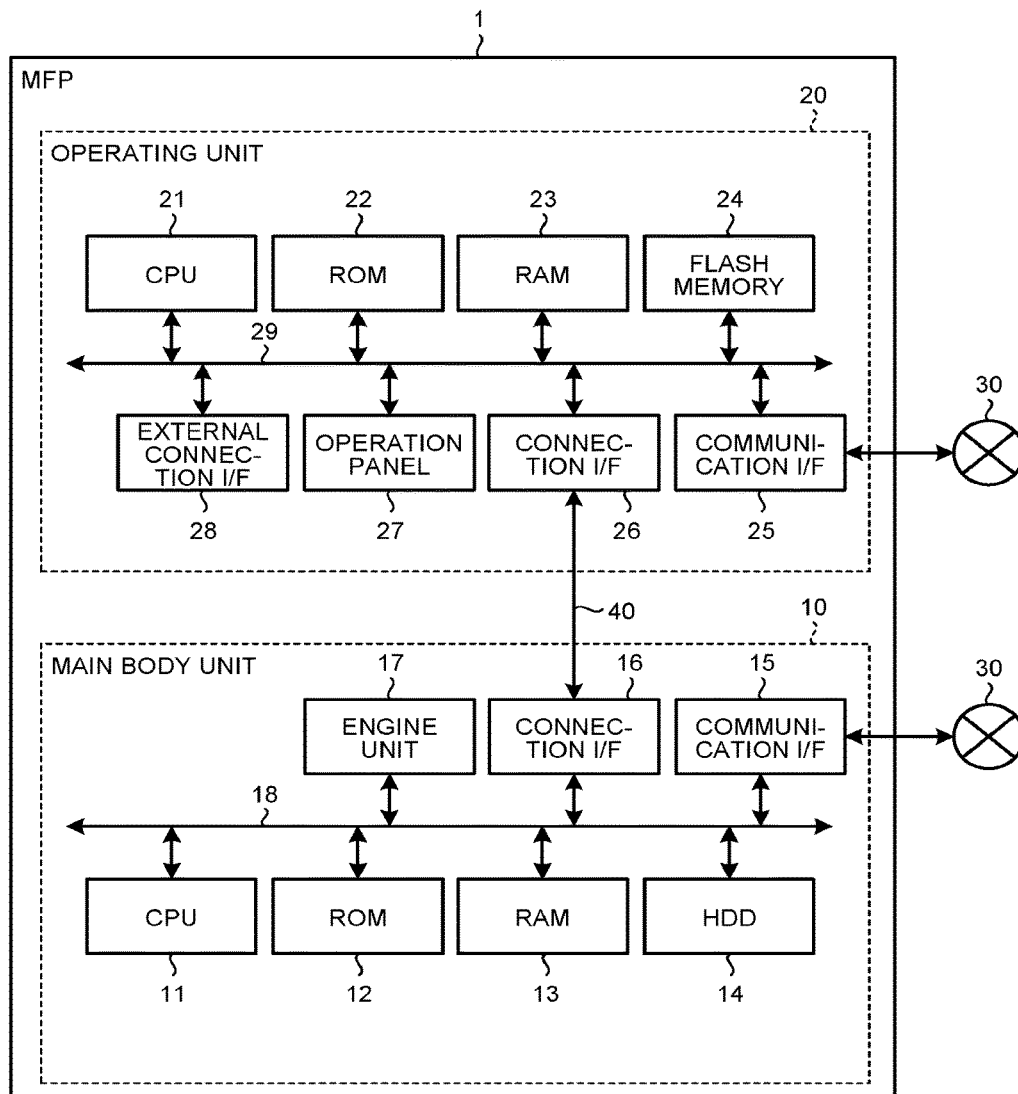 1
MFP
20
OPERATING UNIT
21
22
23
24
CPU
ROM
RAM
FLASH
MEMORY
29
30
EXTERNAL
CONNEC-
TION I/F
OPERATION
PANEL
CONNEC-
TION I/F
COMMUNI-
CATION I/F
28
27
26
25
40
10
MAIN BODY UNIT
17
16
15
30
ENGINE
UNIT
CONNEC-
TION I/F
COMMUNI-
CATION I/F
18
CPU
ROM
RAM
HDD
11
12
13
14